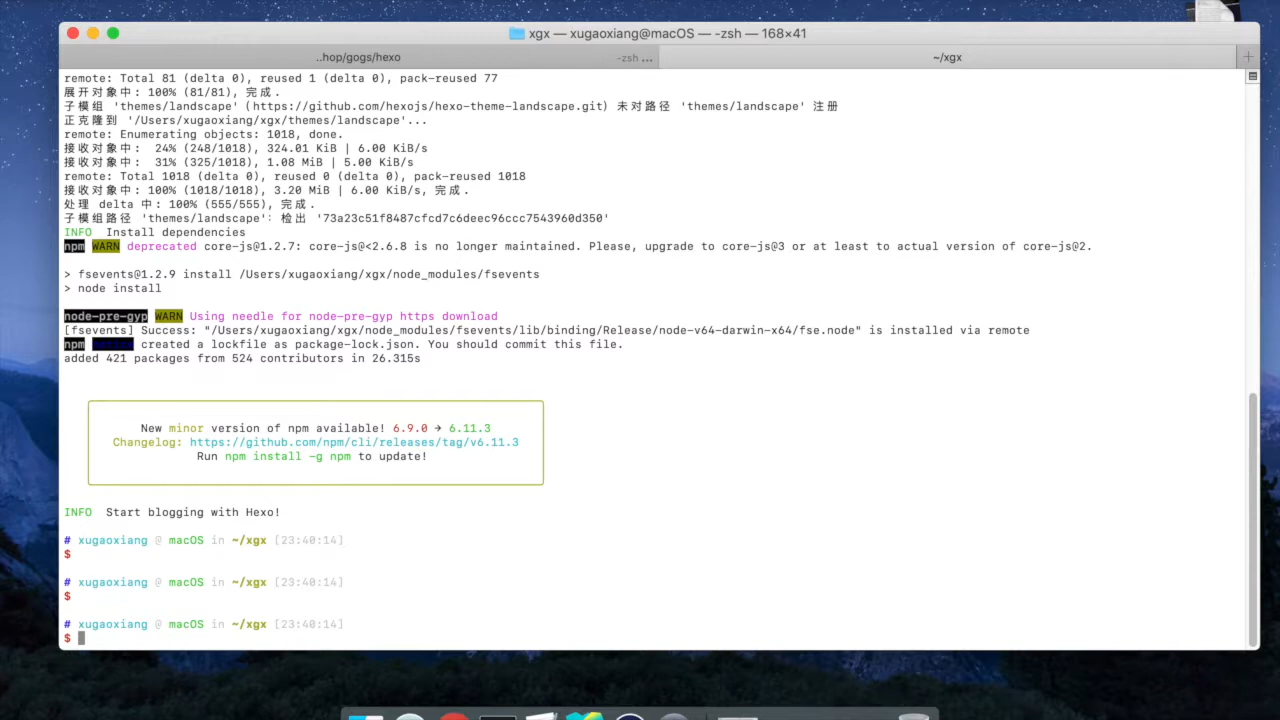 xgx — xugaoxiang@macOS — -zsh — 168×41
..hop/gogs/hexo -zsh ... ~/xgx
remote: Total 81 (delta 0), reused 1 (delta 0), pack-reused 77
展开对象中: 100% (81/81), 完成.
子模组 'themes/landscape' (https://github.com/hexojs/hexo-theme-landscape.git) 未对路径 'themes/landscape' 注册
正克隆到 '/Users/xugaoxiang/xgx/themes/landscape'...
remote: Enumerating objects: 1018, done.
接收对象中:  24% (248/1018), 324.01 KiB | 6.00 KiB/s
接收对象中:  31% (325/1018), 1.08 MiB | 5.00 KiB/s
remote: Total 1018 (delta 0), reused 0 (delta 0), pack-reused 1018
接收对象中: 100% (1018/1018), 3.20 MiB | 6.00 KiB/s, 完成.
处理 delta 中: 100% (555/555), 完成.
子模组路径 'themes/landscape': 检出 '73a23c51f8487cfcd7c6deec96ccc7543960d350'
INFO  Install dependencies
npm WARN deprecated core-js@1.2.7: core-js@<2.6.8 is no longer maintained. Please, upgrade to core-js@3 or at least to actual version of core-js@2.
> fsevents@1.2.9 install /Users/xugaoxiang/xgx/node_modules/fsevents
> node install
node-pre-gyp WARN Using needle for node-pre-gyp https download
[fsevents] Success: "/Users/xugaoxiang/xgx/node_modules/fsevents/lib/binding/Release/node-v64-darwin-x64/fse.node" is installed via remote
npm notice created a lockfile as package-lock.json. You should commit this file.
added 421 packages from 524 contributors in 26.315s
New minor version of npm available! 6.9.0 → 6.11.3
Changelog: https://github.com/npm/cli/releases/tag/v6.11.3
Run npm install -g npm to update!
INFO  Start blogging with Hexo!
# xugaoxiang @ macOS in ~/xgx [23:40:14]
$
# xugaoxiang @ macOS in ~/xgx [23:40:14]
$
# xugaoxiang @ macOS in ~/xgx [23:40:14]
$